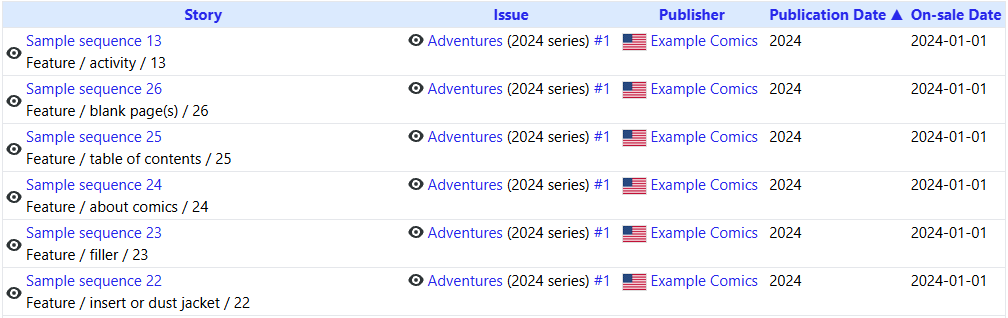 Story Issue Publisher Publication Date ▲ On-sale Date
Sample sequence 13 Adventures (2024 series) #1 Example Comics 2024 2024-01-01
Feature / activity / 13
Sample sequence 26 Adventures (2024 series) #1 Example Comics 2024 2024-01-01
Feature / blank page(s) / 26
Sample sequence 25 Adventures (2024 series) #1 Example Comics 2024 2024-01-01
Feature / table of contents / 25
Sample sequence 24 Adventures (2024 series) #1 Example Comics 2024 2024-01-01
Feature / about comics / 24
Sample sequence 23 Adventures (2024 series) #1 Example Comics 2024 2024-01-01
Feature / filler / 23
Sample sequence 22 Adventures (2024 series) #1 Example Comics 2024 2024-01-01
Feature / insert or dust jacket / 22